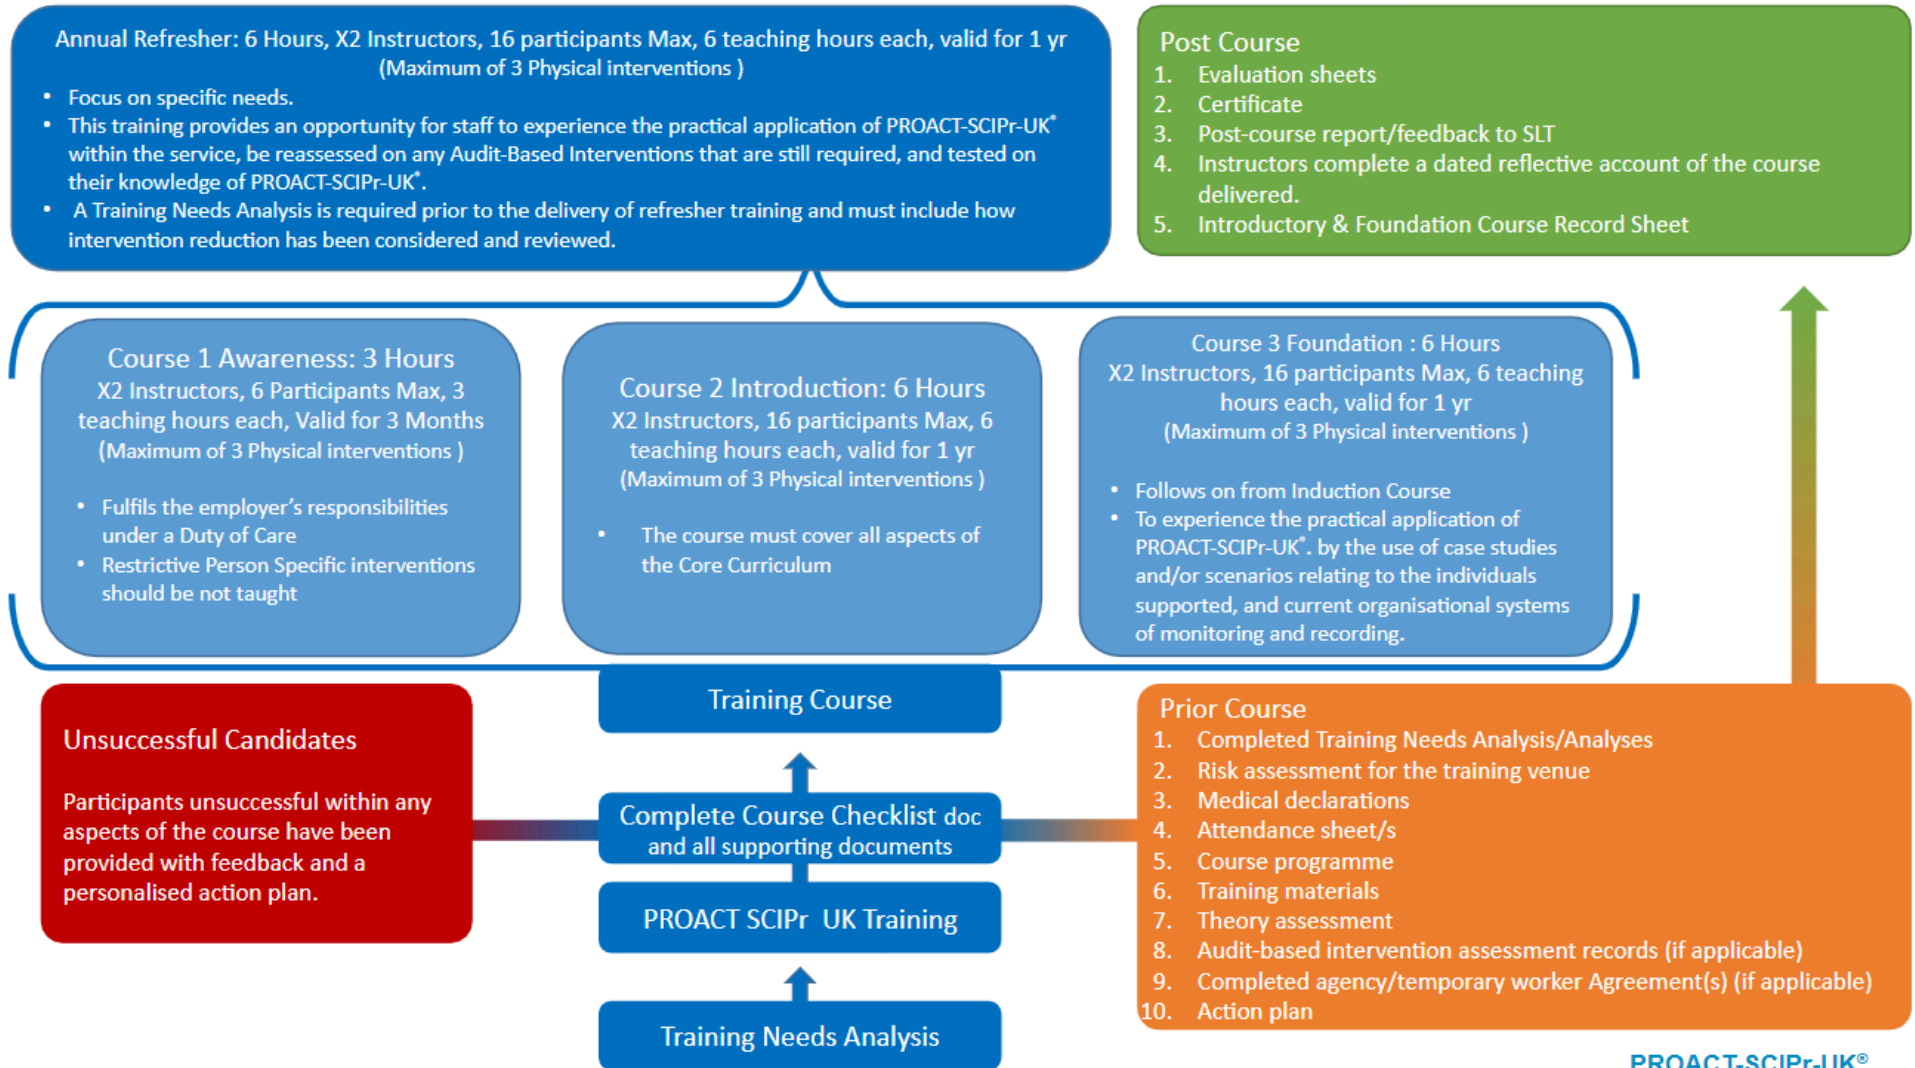 Annual Refresher: 6 Hours, X2 Instructors, 16 participants Max, 6 teaching hours each, valid for 1 yr
(Maximum of 3 Physical interventions )
• Focus on specific needs.
• This training provides an opportunity for staff to experience the practical application of PROACT-SCIPr-UK®
within the service, be reassessed on any Audit-Based Interventions that are still required, and tested on
their knowledge of PROACT-SCIPr-UK®.
• A Training Needs Analysis is required prior to the delivery of refresher training and must include how
intervention reduction has been considered and reviewed.
Post Course
1. Evaluation sheets
2. Certificate
3. Post-course report/feedback to SLT
4. Instructors complete a dated reflective account of the course
delivered.
5. Introductory & Foundation Course Record Sheet
Course 1 Awareness: 3 Hours
X2 Instructors, 6 Participants Max, 3
teaching hours each, Valid for 3 Months
(Maximum of 3 Physical interventions )
• Fulfils the employer’s responsibilities
under a Duty of Care
• Restrictive Person Specific interventions
should be not taught
Course 2 Introduction: 6 Hours
X2 Instructors, 16 participants Max, 6
teaching hours each, valid for 1 yr
(Maximum of 3 Physical interventions )
• The course must cover all aspects of
the Core Curriculum
Course 3 Foundation : 6 Hours
X2 Instructors, 16 participants Max, 6 teaching
hours each, valid for 1 yr
(Maximum of 3 Physical interventions )
• Follows on from Induction Course
• To experience the practical application of
PROACT-SCIPr-UK®. by the use of case studies
and/or scenarios relating to the individuals
supported, and current organisational systems
of monitoring and recording.
Unsuccessful Candidates
Participants unsuccessful within any
aspects of the course have been
provided with feedback and a
personalised action plan.
Training Course
Complete Course Checklist doc
and all supporting documents
PROACT SCIPr UK Training
Training Needs Analysis
Prior Course
1. Completed Training Needs Analysis/Analyses
2. Risk assessment for the training venue
3. Medical declarations
4. Attendance sheet/s
5. Course programme
6. Training materials
7. Theory assessment
8. Audit-based intervention assessment records (if applicable)
9. Completed agency/temporary worker Agreement(s) (if applicable)
10. Action plan
PROACT-SCIPr-UK®